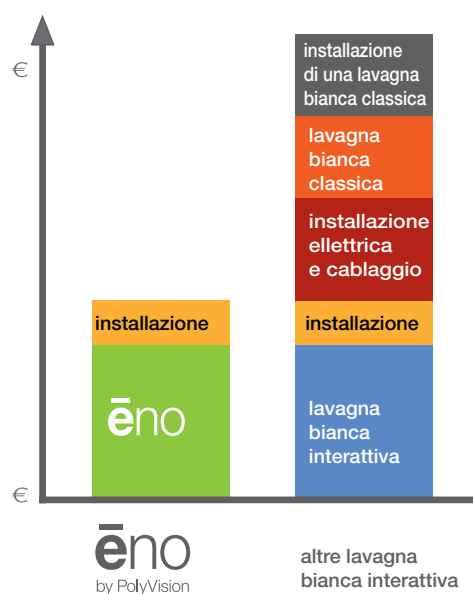 €
installazione
di una lavagna
bianca classica
lavagna
bianca
classica
installazione
ellettrica
e cablaggio
installazione
installazione
ēno
lavagna
bianca
interattiva
€
ēno
by PolyVision
altre lavagna
bianca interattiva